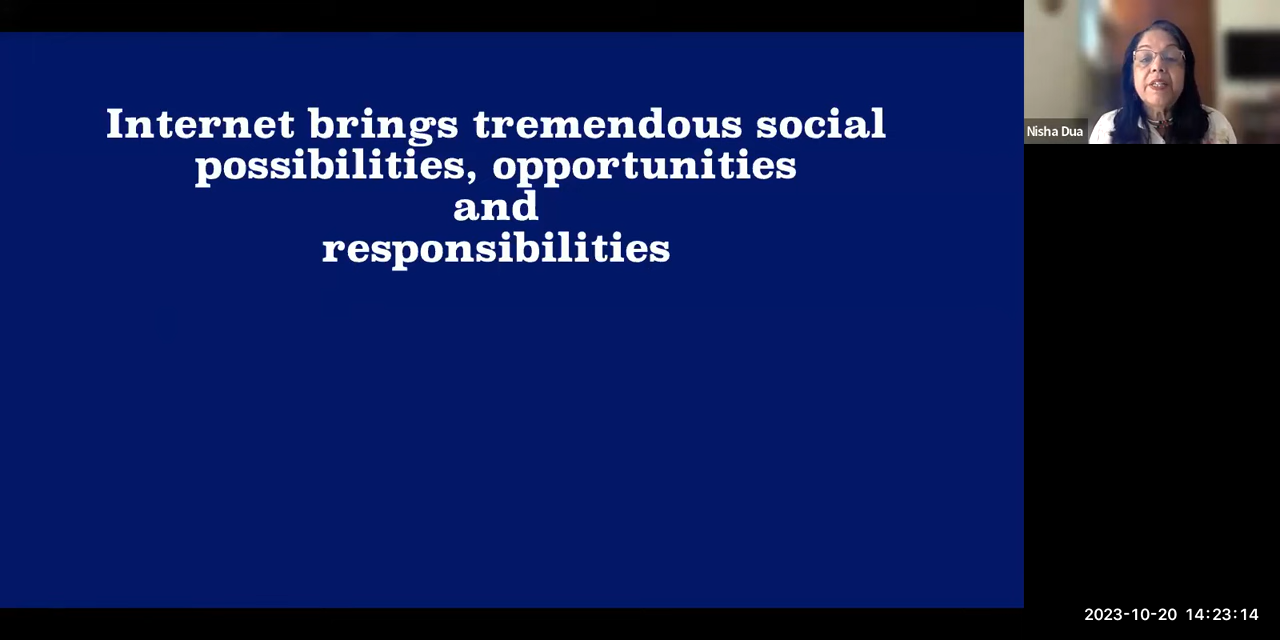 Internet brings tremendous social
possibilities, opportunities
and
responsibilities
Nisha Dua
2023-10-20 14:23:14